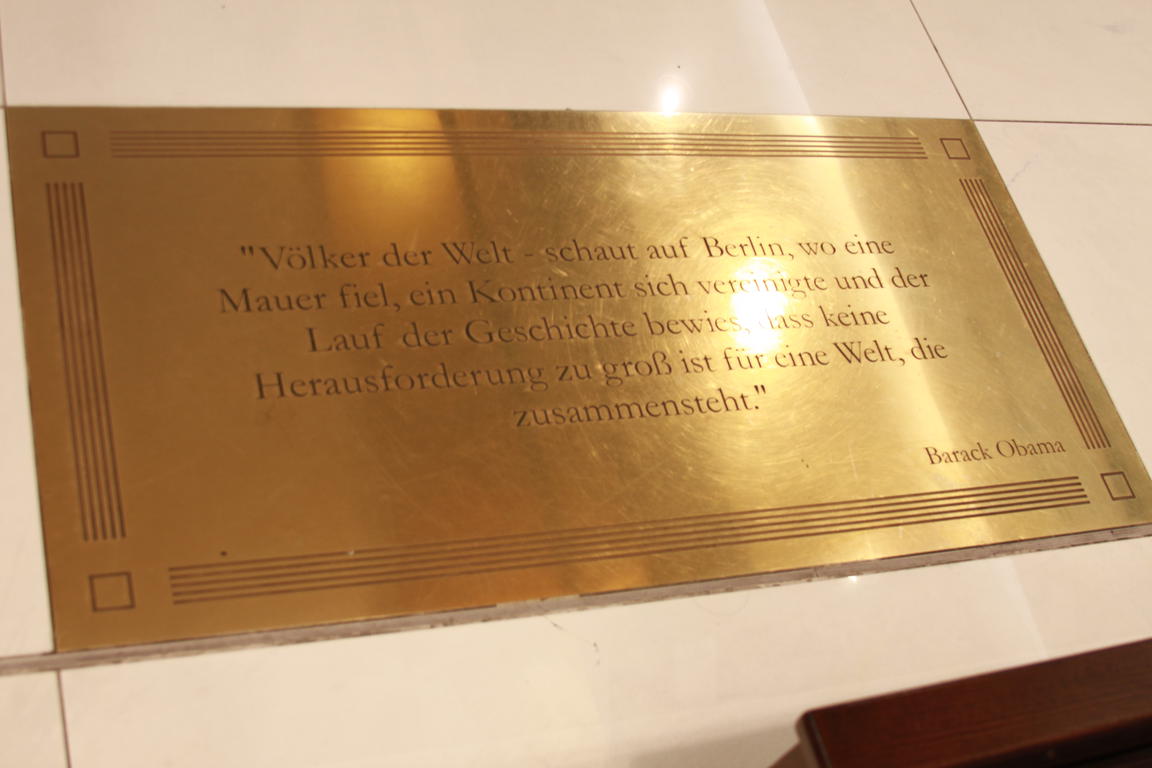 "Völker der Welt - schaut auf Berlin, wo eine
Mauer fiel, ein Kontinent sich vereinigte und der
Lauf der Geschichte bewies, dass keine
Herausforderung zu groß ist für eine Welt, die
zusammensteht."
Barack Obama